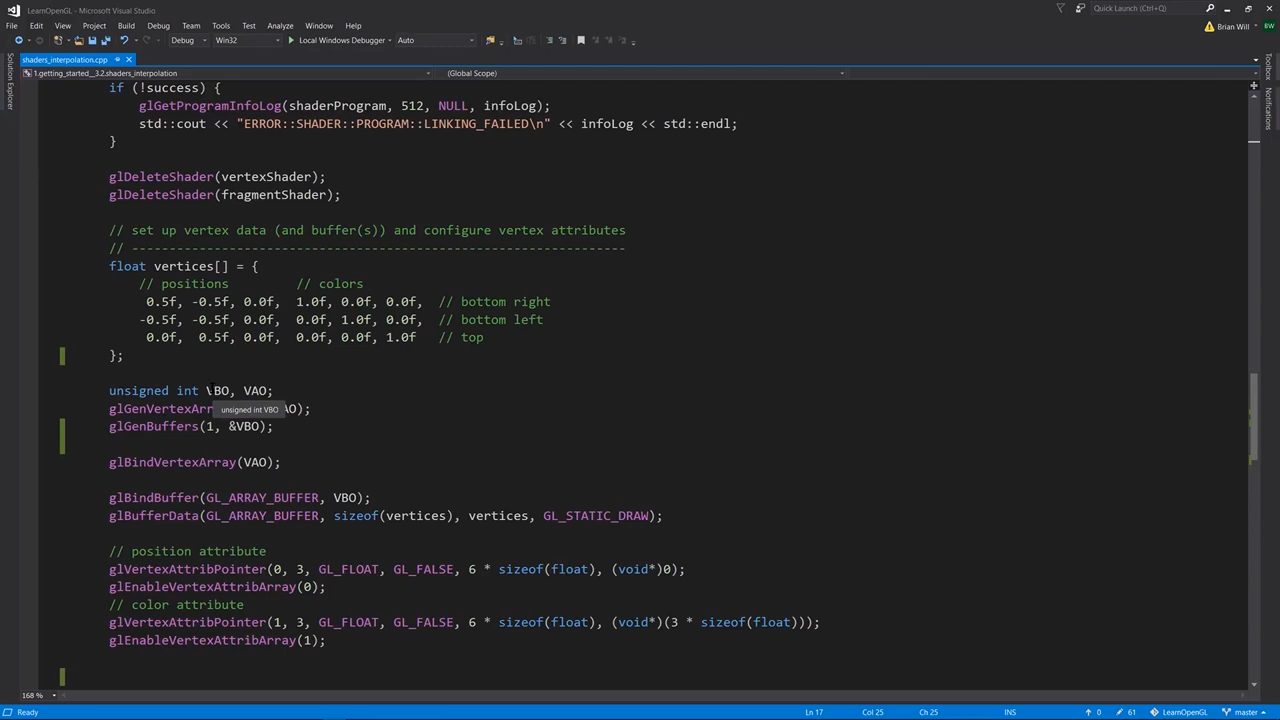 LearnOpenGL - Microsoft Visual Studio
Quick Launch (Ctrl+Q)
File Edit View Project Build Debug Team Tools Test Analyze Window Help
Brian Will BW
Debug Win32 Local Windows Debugger Auto
Solution Explorer
Toolbox
Notifications
shaders_interpolation.cpp
1.getting_started__3.2.shaders_interpolation (Global Scope)
if (!success) {
glGetProgramInfoLog(shaderProgram, 512, NULL, infoLog);
std::cout << "ERROR::SHADER::PROGRAM::LINKING_FAILED\n" << infoLog << std::endl;
}
glDeleteShader(vertexShader);
glDeleteShader(fragmentShader);
// set up vertex data (and buffer(s)) and configure vertex attributes
// ------------------------------------------------------------------
float vertices[] = {
// positions // colors
0.5f, -0.5f, 0.0f, 1.0f, 0.0f, 0.0f, // bottom right
-0.5f, -0.5f, 0.0f, 0.0f, 1.0f, 0.0f, // bottom left
0.0f, 0.5f, 0.0f, 0.0f, 0.0f, 1.0f // top
};
unsigned int VBO, VAO;
glGenVertexArr AO);
unsigned int VBO
glGenBuffers(1, &VBO);
glBindVertexArray(VAO);
glBindBuffer(GL_ARRAY_BUFFER, VBO);
glBufferData(GL_ARRAY_BUFFER, sizeof(vertices), vertices, GL_STATIC_DRAW);
// position attribute
glVertexAttribPointer(0, 3, GL_FLOAT, GL_FALSE, 6 * sizeof(float), (void*)0);
glEnableVertexAttribArray(0);
// color attribute
glVertexAttribPointer(1, 3, GL_FLOAT, GL_FALSE, 6 * sizeof(float), (void*)(3 * sizeof(float)));
glEnableVertexAttribArray(1);
168 %
Ready Ln 17 Col 25 Ch 25 INS 0 61 LearnOpenGL master